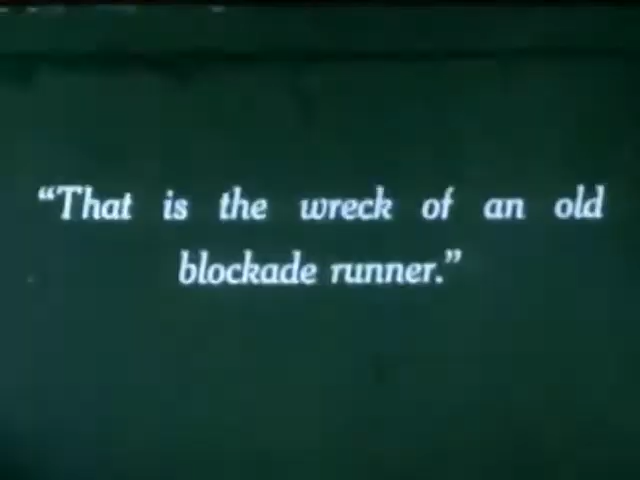 “That is the wreck of an old
blockade runner.”